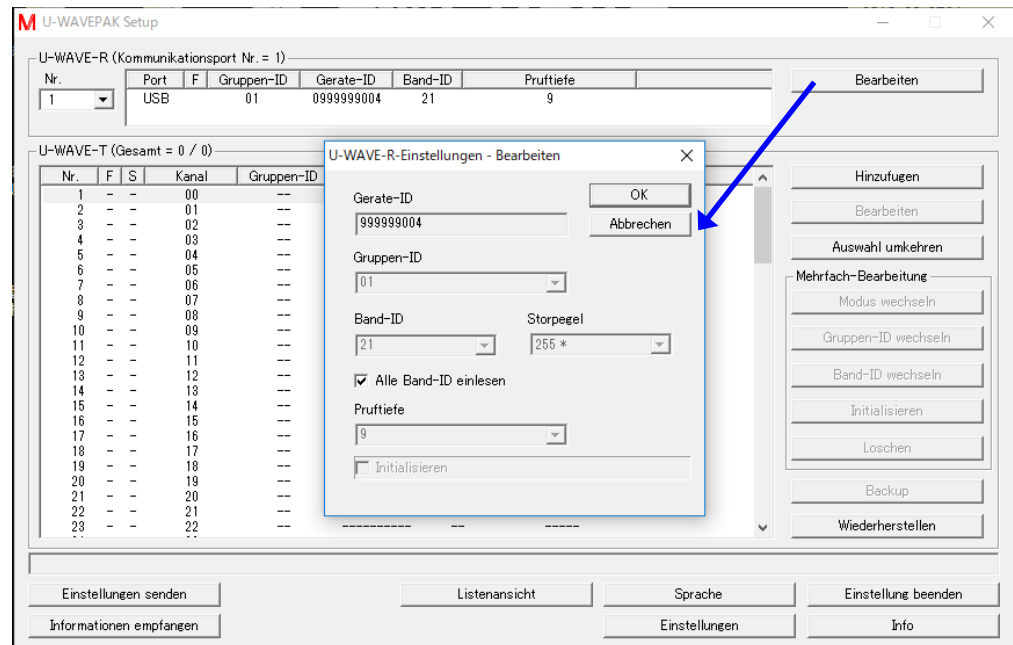 U-WAVEPAK Setup
U-WAVE-R (Kommunikationsport Nr. = 1)
Nr. Port F Gruppen-ID Gerate-ID Band-ID Pruftiefe
1 USB 01 0999999004 21 9
Bearbeiten
U-WAVE-T (Gesamt = 0 / 0)
Nr. F S Kanal Gruppen-ID
1 - - 00 --
2 - - 01 --
3 - - 02 --
4 - - 03 --
5 - - 04 --
6 - - 05 --
7 - - 06 --
8 - - 07 --
9 - - 08 --
10 - - 09 --
11 - - 10 --
12 - - 11 --
13 - - 12 --
14 - - 13 --
15 - - 14 --
16 - - 15 --
17 - - 16 --
18 - - 17 --
19 - - 18 --
20 - - 19 --
21 - - 20 --
22 - - 21 --
23 - - 22 -- ---------- -- -----
U-WAVE-R-Einstellungen - Bearbeiten
Gerate-ID
999999004
OK
Abbrechen
Gruppen-ID
01
Band-ID Storpegel
21 255 *
Alle Band-ID einlesen
Pruftiefe
9
Initialisieren
Hinzufugen
Bearbeiten
Auswahl umkehren
Mehrfach-Bearbeitung
Modus wechseln
Gruppen-ID wechseln
Band-ID wechseln
Initialisieren
Loschen
Backup
Wiederherstellen
Einstellungen senden Listenansicht Sprache Einstellung beenden
Informationen empfangen Einstellungen Info